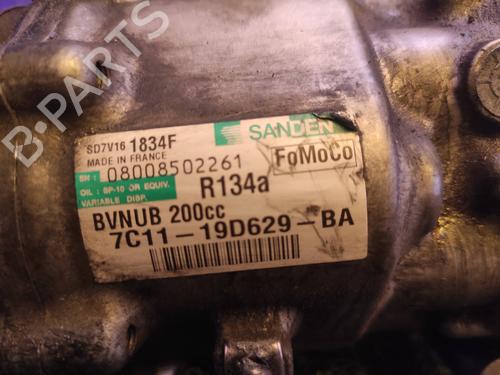 B-Parts
SANDEN
SD7V16 1834F
MADE IN FRANCE
FoMoCo
SN : 08008502261
OIL : SP-10 OR EQUIV.
VARIABLE DISP.
R134a
BVNUB 200cc
7C11-19D629-BA